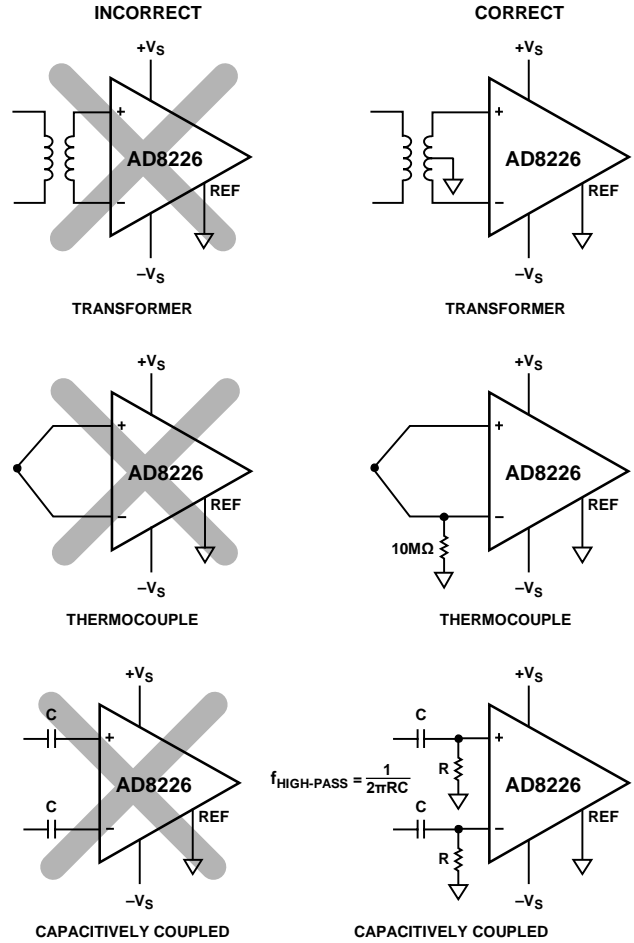 INCORRECT
CORRECT
+VS
+
AD8226
REF
−
−VS
TRANSFORMER
+VS
+
AD8226
REF
−
−VS
TRANSFORMER
+VS
+
AD8226
REF
−
−VS
THERMOCOUPLE
+VS
+
AD8226
REF
−
10MΩ
−VS
THERMOCOUPLE
+VS
C
+
AD8226
C
REF
−
−VS
CAPACITIVELY COUPLED
+VS
C
+
R
fHIGH-PASS = 1/2πRC
AD8226
C
REF
−
R
−VS
CAPACITIVELY COUPLED